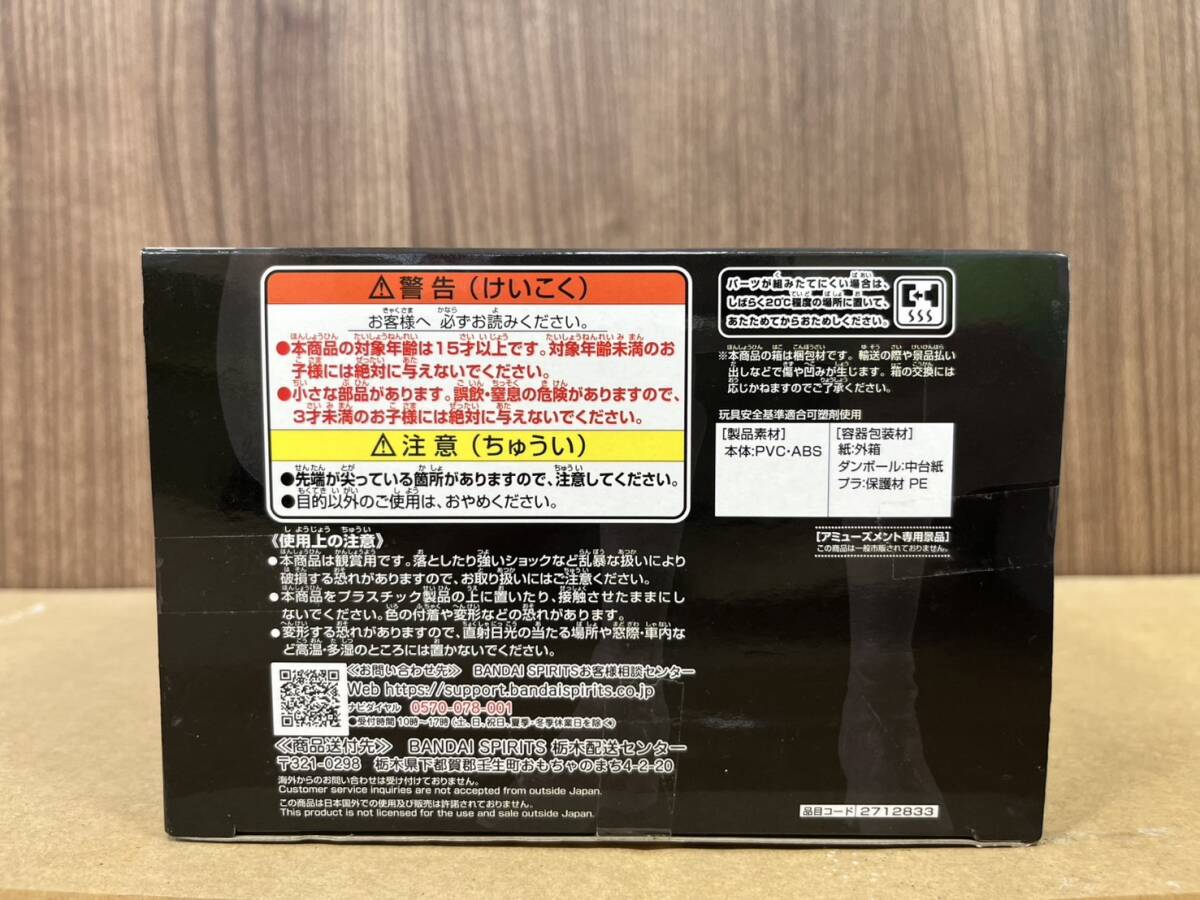 ⚠警告（けいこく）
お客様へ 必ずお読みください。
●本商品の対象年齢は15才以上です。対象年齢未満のお
子様には絶対に与えないでください。
●小さな部品があります。誤飲・窒息の危険がありますので、
3才未満のお子様には絶対に与えないでください。
⚠注意（ちゅうい）
●先端が尖っている箇所がありますので、注意してください。
●目的以外のご使用は、おやめください。
《使用上の注意》
●本商品は観賞用です。落としたり強いショックなど乱暴な扱いにより
破損する恐れがありますので、お取り扱いにはご注意ください。
●本商品をプラスチック製品の上に置いたり、接触させたままにし
ないでください。色の付着や変形などの恐れがあります。
●変形する恐れがありますので、直射日光の当たる場所や窓際・車内な
ど高温・多湿のところには置かないでください。
≪お問い合わせ先≫ BANDAI SPIRITSお客様相談センター
Web https://support.bandaispirits.co.jp
ナビダイヤル 0570-078-001
●受付時間 10時～17時（土、日、祝日、夏季・冬季休業日を除く）
≪商品送付先≫ BANDAI SPIRITS 栃木配送センター
〒321-0298 栃木県下都賀郡壬生町おもちゃのまち4-2-20
海外からのお問い合わせは受け付けておりません。
Customer service inquiries are not accepted from outside Japan.
この商品は日本国外での使用及び販売は許諾されておりません。
This product is not licensed for the use and sale outside Japan.
パーツが組みたてにくい場合は、
しばらく20℃程度の場所に置いて、
あたためてからおためしください。
※本商品の箱は梱包材です。輸送の際や景品払い
出しなどで傷や凹みが生じます。箱の交換には
応じかねますのでご了承ください。
玩具安全基準適合可塑剤使用
[製品素材]
本体:PVC・ABS
[容器包装材]
紙:外箱
ダンボール:中台紙
プラ:保護材 PE
[アミューズメント専用景品]
この商品は一般市販されておりません。
品目コード 2712833